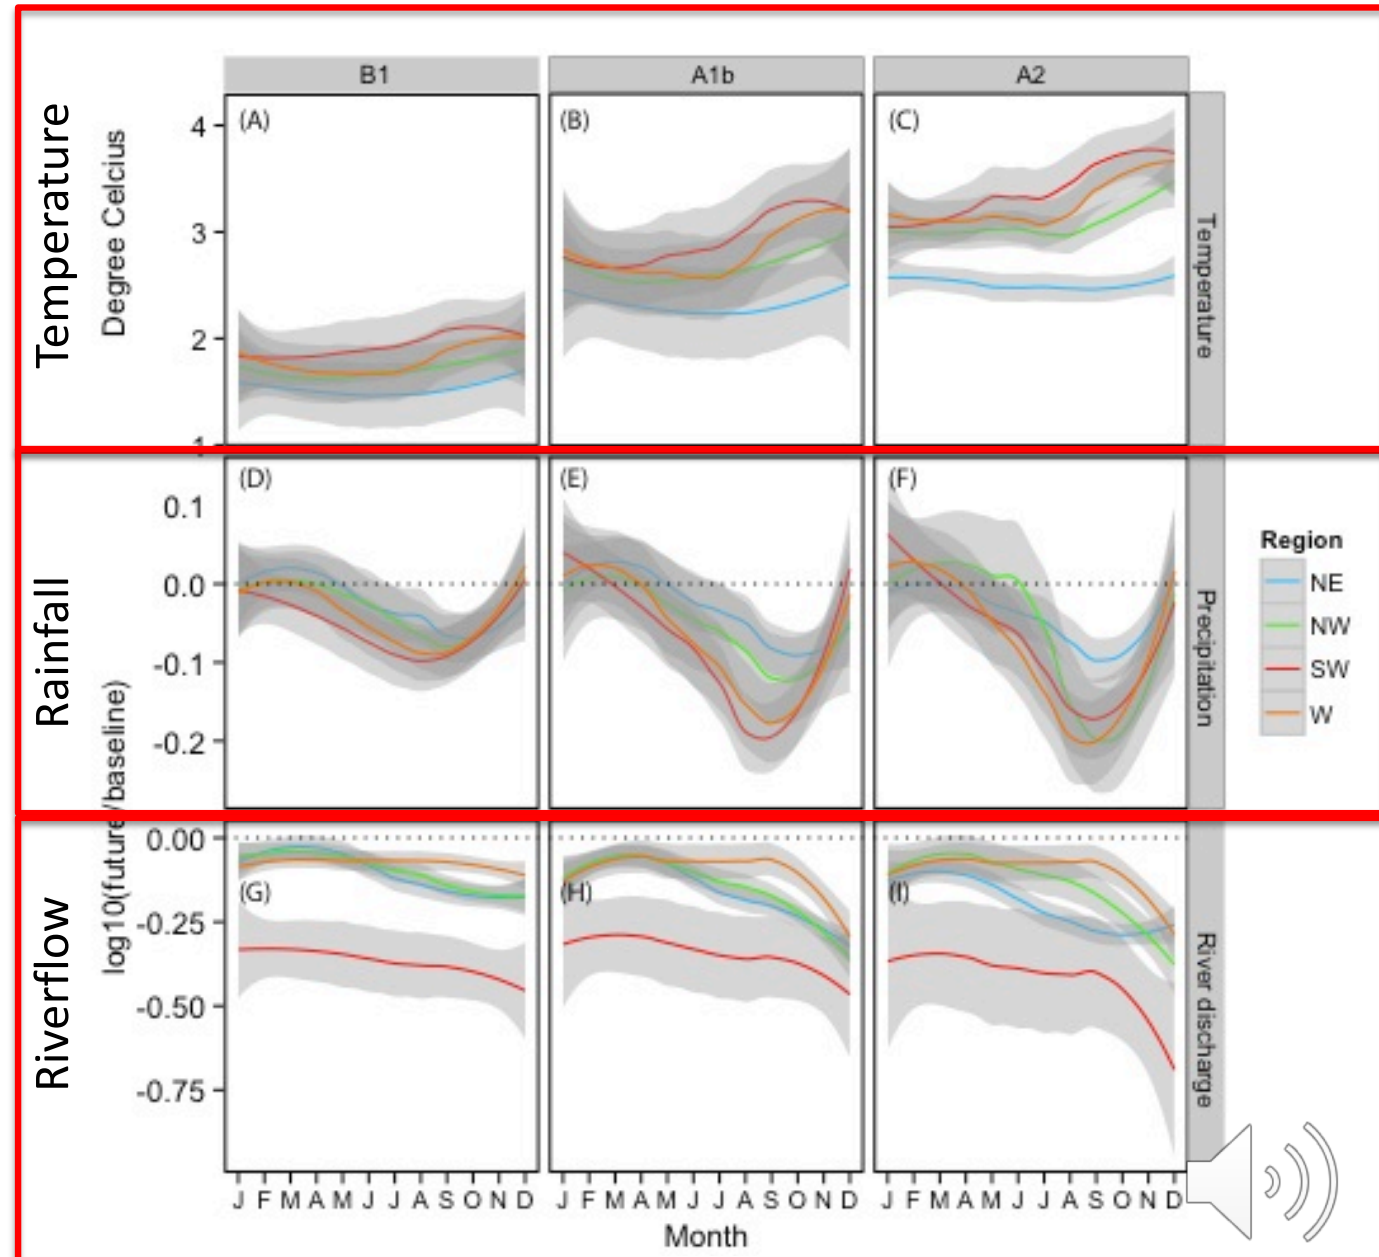 B1 A1b A2
Temperature
Degree Celcius
(A) (B) (C)
4
3
2
1
Temperature
Rainfall
(D) (E) (F)
0.1
0.0
-0.1
-0.2
Precipitation
Region
NE
NW
SW
W
log10(future/baseline)
Riverflow
(G) (H) (I)
0.00
-0.25
-0.50
-0.75
River discharge
J F M A M J J A S O N D J F M A M J J A S O N D J F M A M J J A S O N D
Month